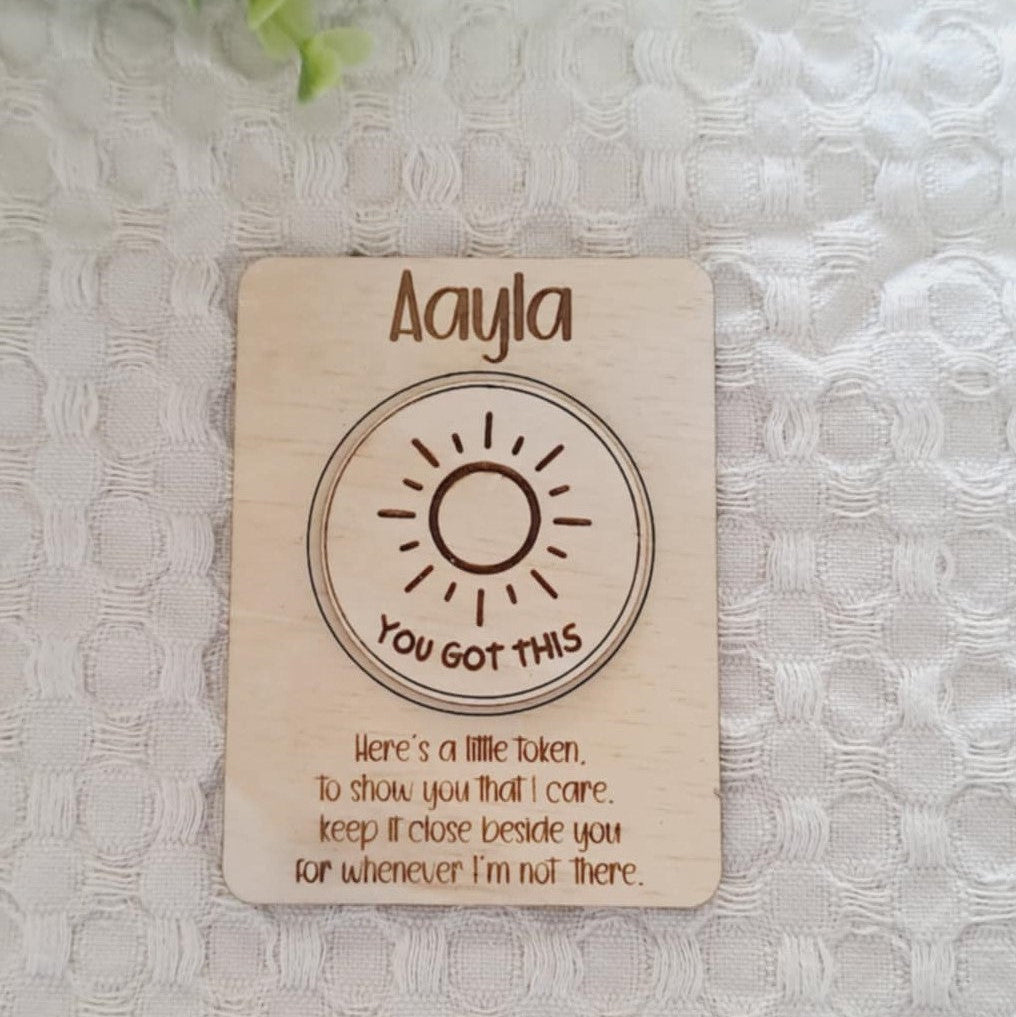 Aayla
YOU GOT THIS
Here's a little token,
to show you that I care.
keep it close beside you
for whenever I'm not there.